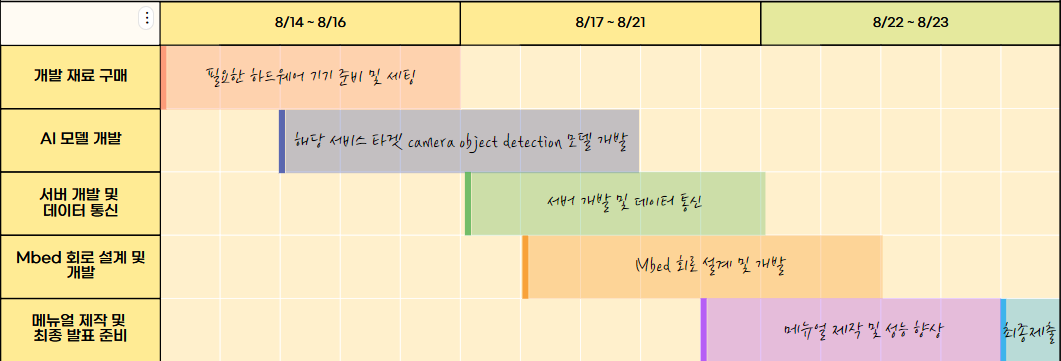 8/14 ~ 8/16
8/17 ~ 8/21
8/22 ~ 8/23
개발 재료 구매
필요한 하드웨어 기기 준비 및 세팅
AI 모델 개발
해당 서비스 타겟 camera object detection 모델 개발
서버 개발 및
데이터 통신
서버 개발 및 데이터 통신
Mbed 회로 설계 및
개발
Mbed 회로 설계 및 개발
메뉴얼 제작 및
최종 발표 준비
메뉴얼 제작 및 성능 향상
최종제출